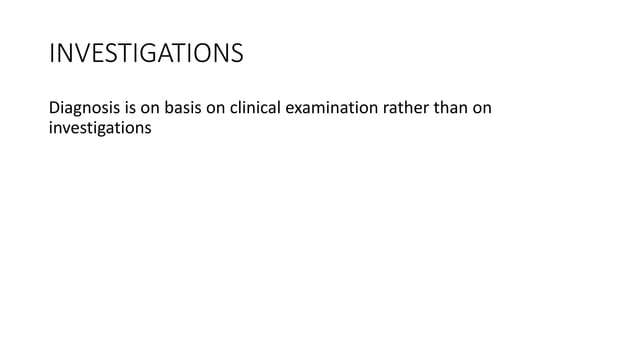 INVESTIGATIONS
Diagnosis is on basis on clinical examination rather than on
investigations